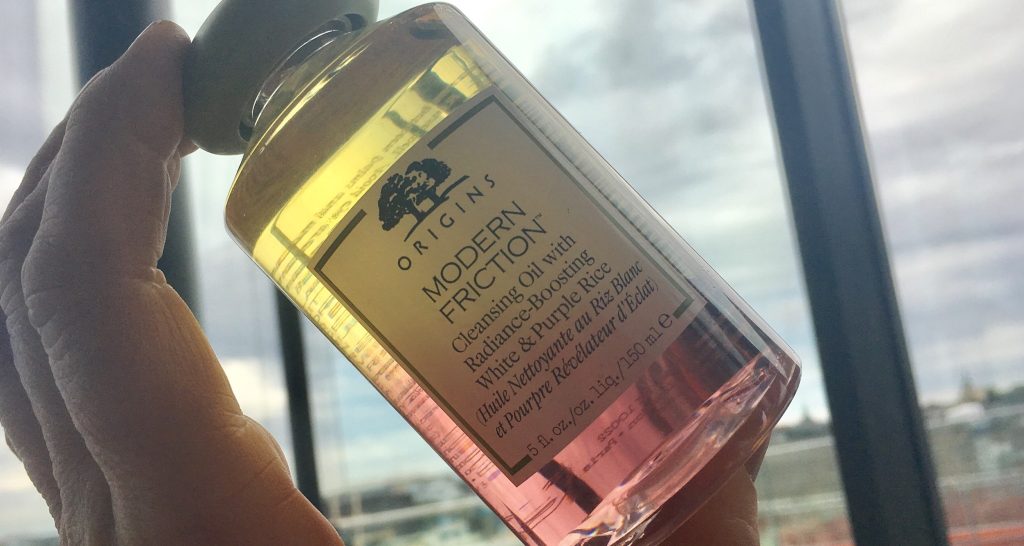 ORIGINS
MODERN
FRICTION™
Cleansing Oil with
Radiance-Boosting
White & Purple Rice
(Huile Nettoyante au Riz Blanc
et Pourpre Révélateur d'Éclat)
5 fl. oz./oz. liq./150 ml e